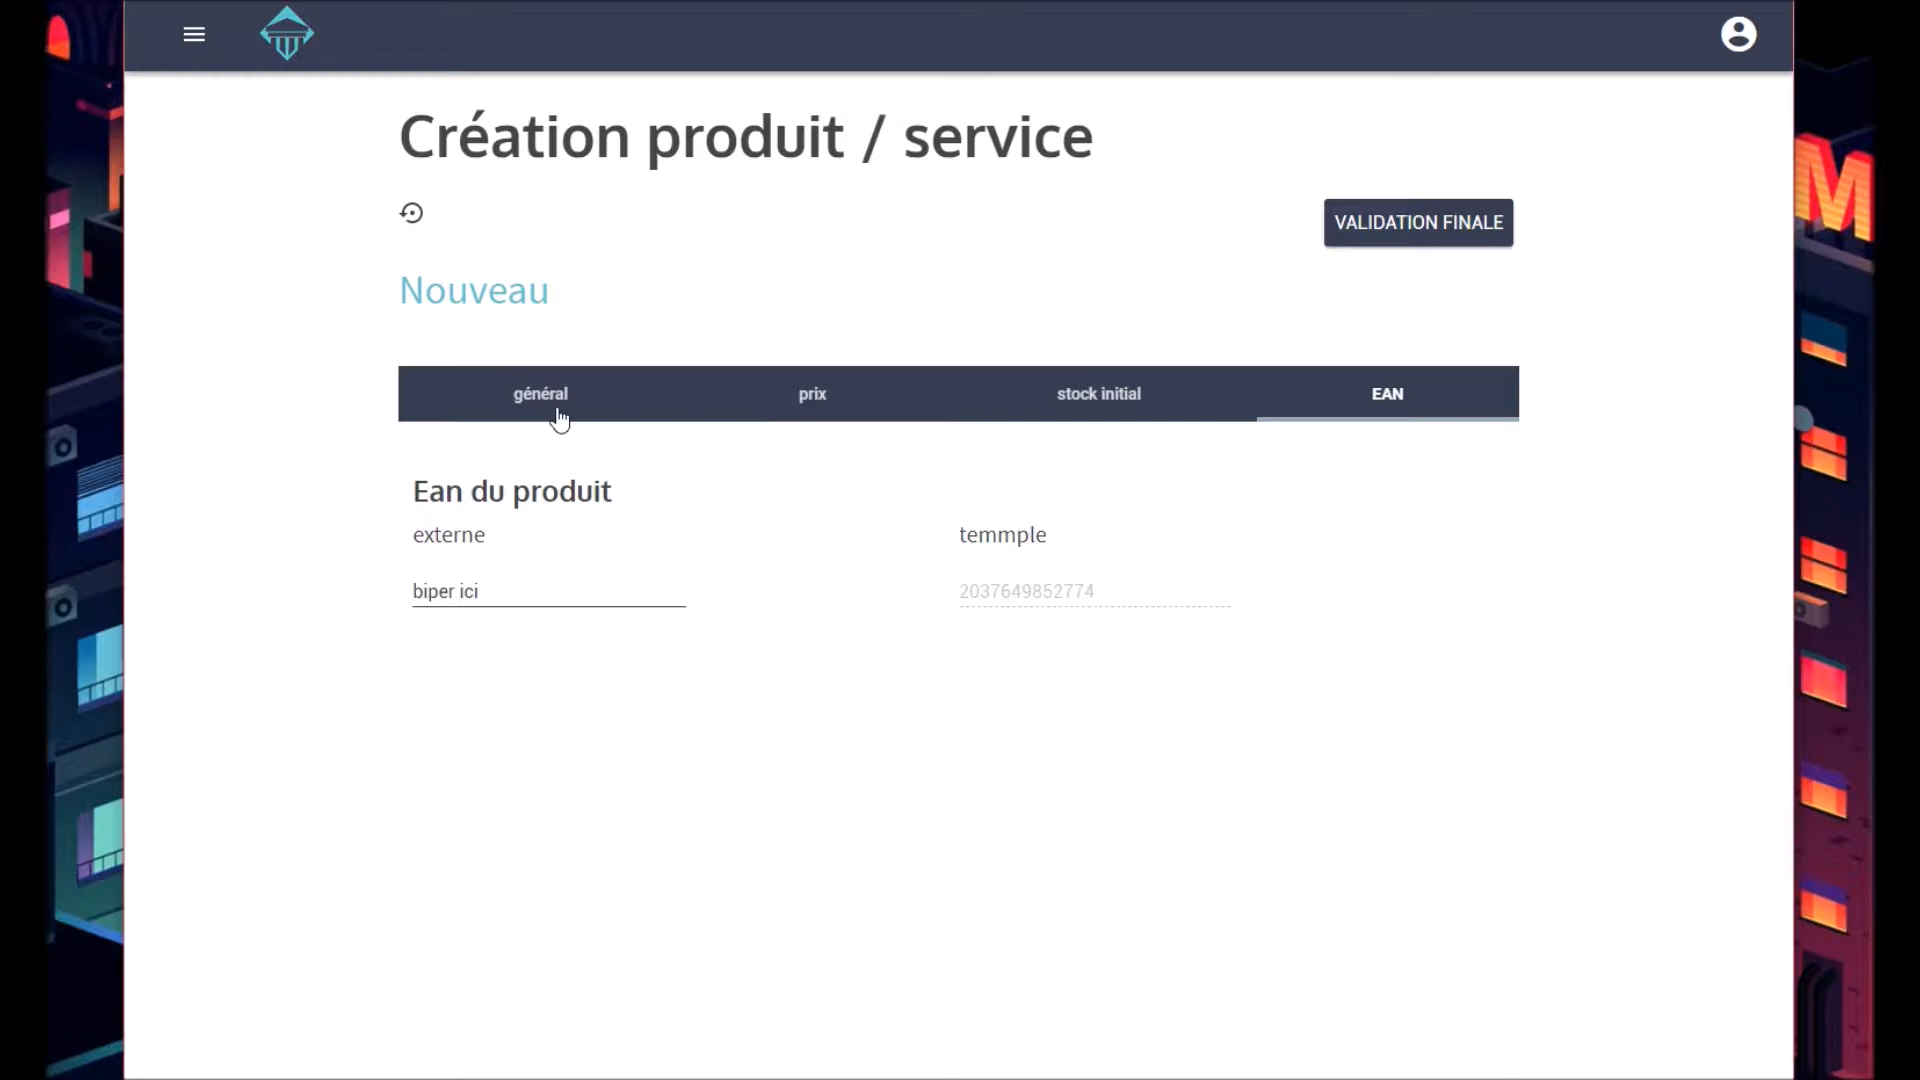 Création produit / service
VALIDATION FINALE
Nouveau
général prix stock initial EAN
Ean du produit
externe temmple
biper ici 2037649852774
M